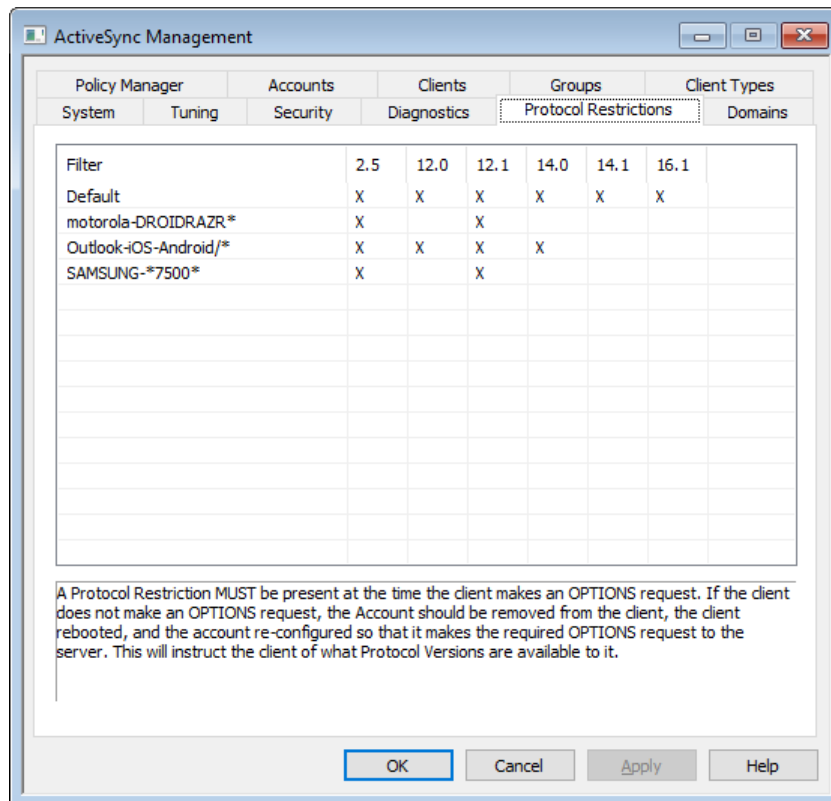 ActiveSync Management
Policy Manager Accounts Clients Groups Client Types
System Tuning Security Diagnostics Protocol Restrictions Domains
Filter 2.5 12.0 12.1 14.0 14.1 16.1
Default X X X X X X
motorola-DROIDRAZR* X X
Outlook-iOS-Android/* X X X X
SAMSUNG-*7500* X X
A Protocol Restriction MUST be present at the time the client makes an OPTIONS request. If the client
does not make an OPTIONS request, the Account should be removed from the client, the client
rebooted, and the account re-configured so that it makes the required OPTIONS request to the
server. This will instruct the client of what Protocol Versions are available to it.
OK Cancel Apply Help